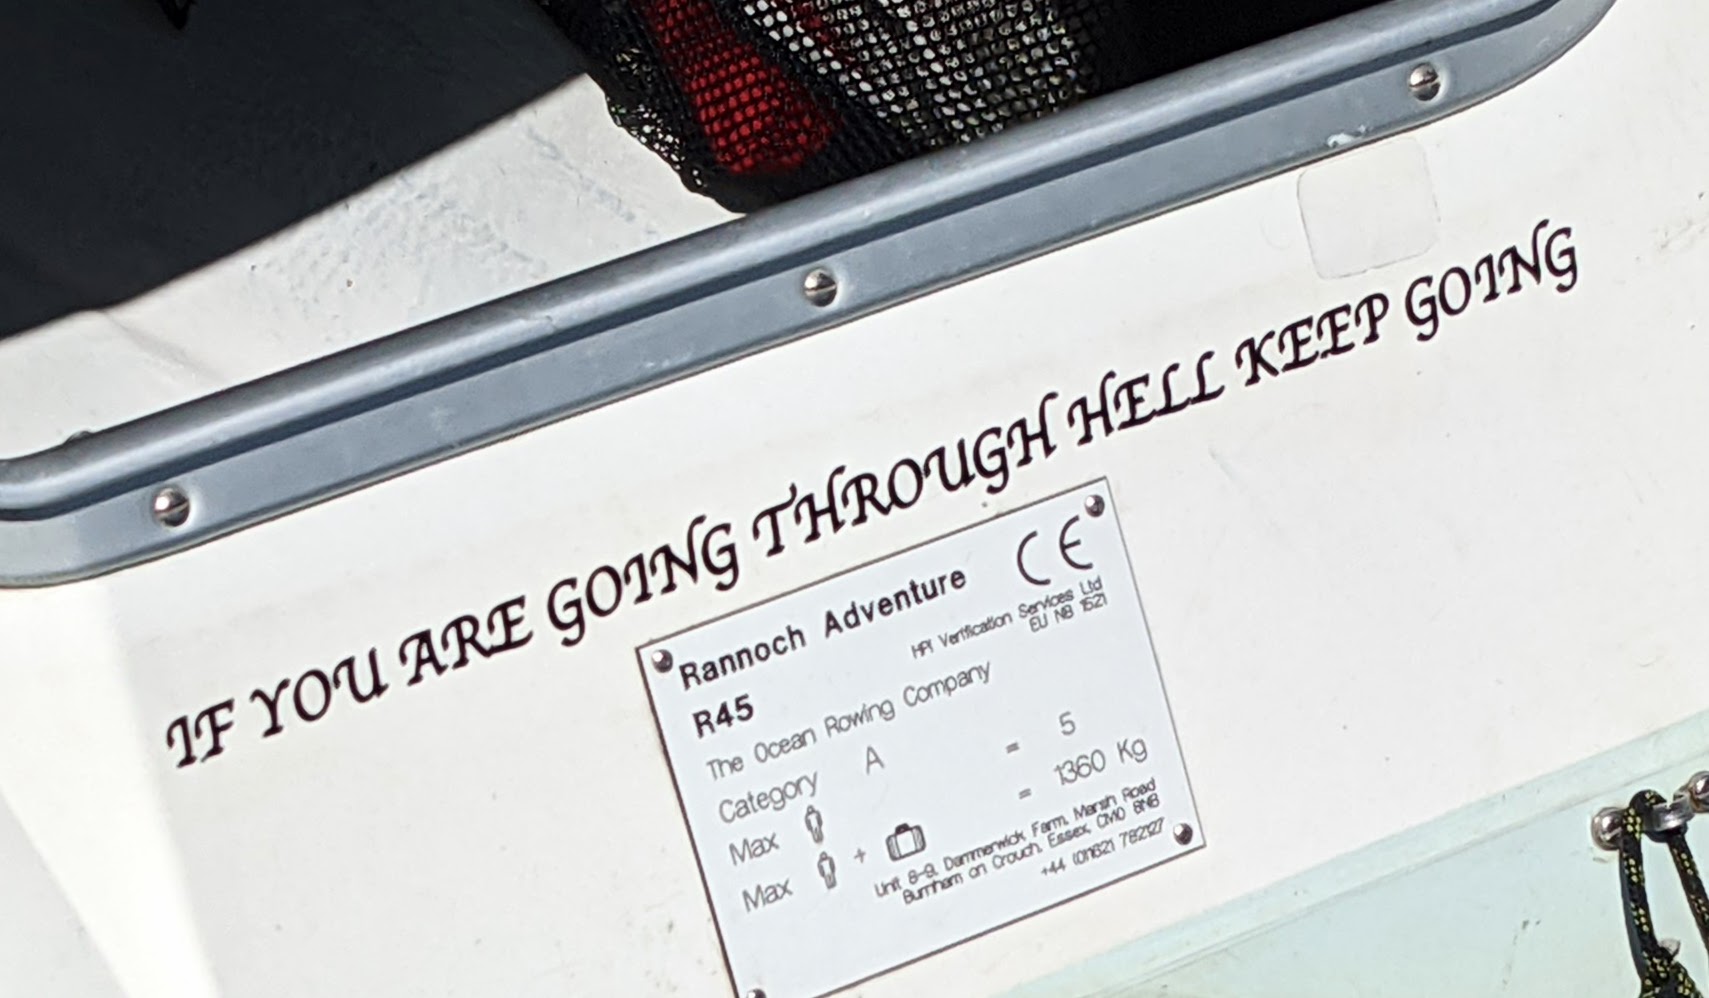 IF YOU ARE GOING THROUGH HELL KEEP GOING
CE
Rannoch Adventure
HPI Verification Services Ltd
EU NB 1521
R45
The Ocean Rowing Company
Category A
Max = 5
Max + = 1360 Kg
Unit 8-9, Dammerwick Farm, Marsh Road
Burnham on Crouch, Essex, CM0 8NB
+44 (0)1621 782127